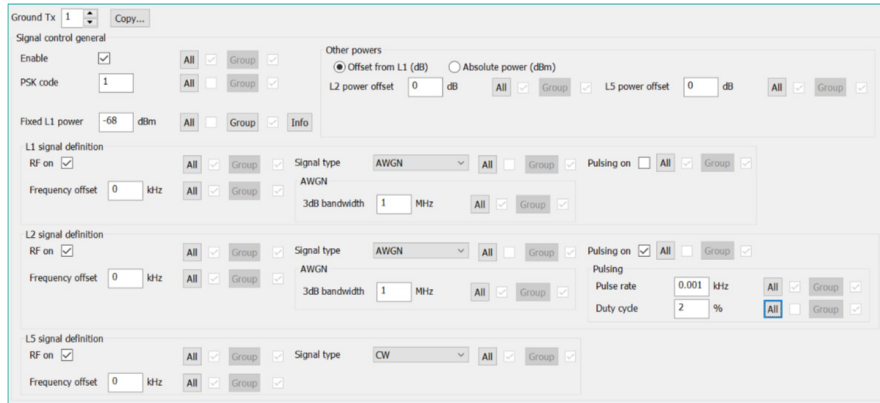 Ground Tx 1 Copy...
Signal control general
Enable All Group
PSK code 1 All Group
Fixed L1 power -68 dBm All Group Info
Other powers
Offset from L1 (dB) Absolute power (dBm)
L2 power offset 0 dB All Group L5 power offset 0 dB All Group
L1 signal definition
RF on All Group Signal type AWGN All Group Pulsing on All Group
Frequency offset 0 kHz All Group
AWGN
3dB bandwidth 1 MHz All Group
L2 signal definition
RF on All Group Signal type AWGN All Group Pulsing on All Group
Frequency offset 0 kHz All Group
AWGN
3dB bandwidth 1 MHz All Group
Pulsing
Pulse rate 0.001 kHz All Group
Duty cycle 2 % All Group
L5 signal definition
RF on All Group Signal type CW All Group
Frequency offset 0 kHz All Group